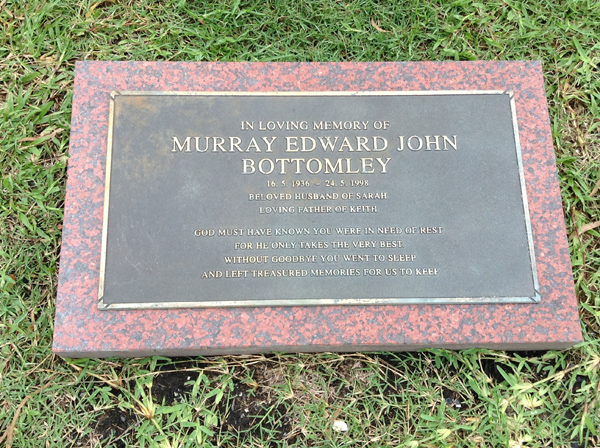 IN LOVING MEMORY OF
MURRAY EDWARD JOHN
BOTTOMLEY
16. 5. 1936 ~ 24. 5. 1998
BELOVED HUSBAND OF SARAH
LOVING FATHER OF KEITH
GOD MUST HAVE KNOWN YOU WERE IN NEED OF REST
FOR HE ONLY TAKES THE VERY BEST
WITHOUT GOODBYE YOU WENT TO SLEEP
AND LEFT TREASURED MEMORIES FOR US TO KEEP